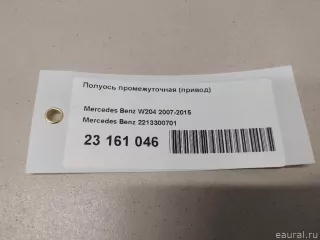 Полуось промежуточная (привод)
Mercedes Benz W204 2007-2015
Mercedes Benz 2213300701
23 161 046
eaural.ru